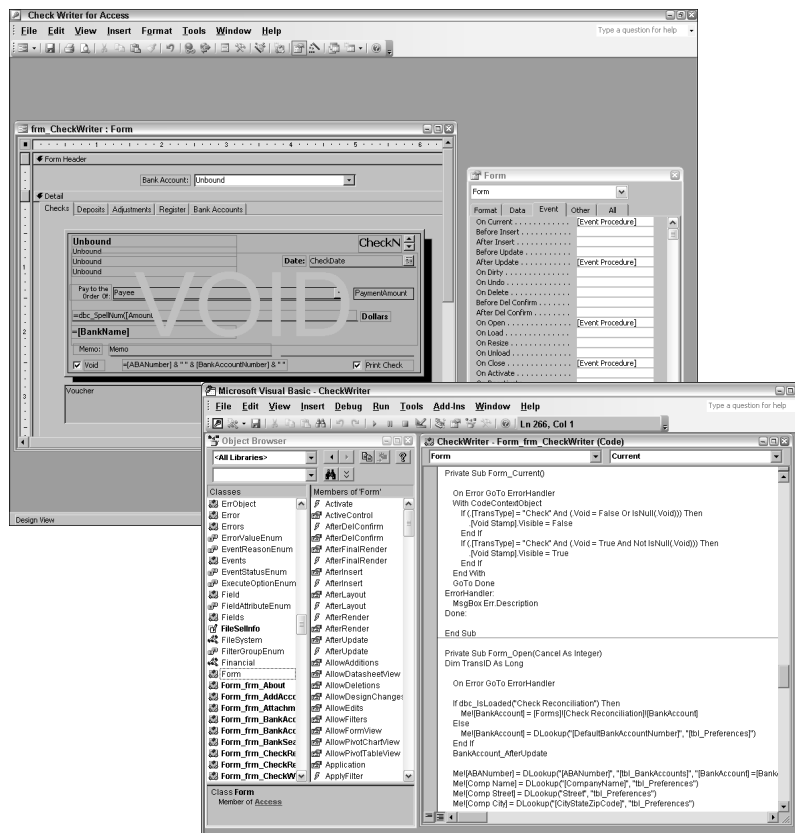 Check Writer for Access
File Edit View Insert Format Tools Window Help
Type a question for help
frm_CheckWriter : Form
1 2 3 4 5 6
Form Header
Bank Account: Unbound
Detail
Checks Deposits Adjustments Register Bank Accounts
Unbound
CheckN
Unbound
Unbound
Date: CheckDate
Unbound
1
VOID
Pay to the
Order Of: Payee
PaymentAmount
=dbc_SpellNum([Amount
Dollars
2
=[BankName]
Memo: Memo
Void
=[ABANumber] & " " & [BankAccountNumber] & " "
Print Check
3
Voucher
Design View
Form
Form
Format Data Event Other All
On Current . . . . . . . . . . . . [Event Procedure]
Before Insert . . . . . . . . . . .
After Insert . . . . . . . . . . . .
Before Update . . . . . . . . . .
After Update . . . . . . . . . . . [Event Procedure]
On Dirty . . . . . . . . . . . . . .
On Undo . . . . . . . . . . . . . .
On Delete . . . . . . . . . . . . .
Before Del Confirm . . . . . . .
After Del Confirm . . . . . . . .
On Open . . . . . . . . . . . . . . [Event Procedure]
On Load . . . . . . . . . . . . . .
On Resize . . . . . . . . . . . . .
On Unload . . . . . . . . . . . . .
On Close . . . . . . . . . . . . . [Event Procedure]
On Activate . . . . . . . . . . . .
Microsoft Visual Basic - CheckWriter
File Edit View Insert Debug Run Tools Add-Ins Window Help
Type a question for help
Ln 266, Col 1
Object Browser
<All Libraries>
Classes
ErrObject
Error
Errors
ErrorValueEnum
EventReasonEnum
Events
EventStatusEnum
ExecuteOptionEnum
Field
FieldAttributeEnum
Fields
FileSelInfo
FileSystem
FilterGroupEnum
Financial
Form
Form_frm_About
Form_frm_AddAcco
Form_frm_Attachm
Form_frm_BankAcc
Form_frm_BankAcc
Form_frm_BankSea
Form_frm_CheckRe
Form_frm_CheckRe
Form_frm_CheckW
Members of 'Form'
Activate
ActiveControl
AfterDelConfirm
AfterDelConfirm
AfterFinalRender
AfterFinalRender
AfterInsert
AfterInsert
AfterLayout
AfterLayout
AfterRender
AfterRender
AfterUpdate
AfterUpdate
AllowAdditions
AllowDatasheetView
AllowDeletions
AllowDesignChanges
AllowEdits
AllowFilters
AllowFormView
AllowPivotChartView
AllowPivotTableView
Application
ApplyFilter
Class Form
Member of Access
CheckWriter - Form_frm_CheckWriter (Code)
Form Current
Private Sub Form_Current()
On Error GoTo ErrorHandler
With CodeContextObject
If (.[TransType] = "Check" And (.Void = False Or IsNull(.Void))) Then
.[Void Stamp].Visible = False
End If
If (.[TransType] = "Check" And (.Void = True And Not IsNull(.Void))) Then
.[Void Stamp].Visible = True
End If
End With
GoTo Done
ErrorHandler:
MsgBox Err.Description
Done:
End Sub
Private Sub Form_Open(Cancel As Integer)
Dim TransID As Long
On Error GoTo ErrorHandler
If dbc_IsLoaded("Check Reconciliation") Then
Me![BankAccount] = [Forms]![Check Reconciliation]![BankAccount]
Else
Me![BankAccount] = DLookup("[DefaultBankAccountNumber]", "[tbl_Preferences]")
End If
BankAccount_AfterUpdate
Me![ABANumber] = DLookup("[ABANumber]", "[tbl_BankAccounts]", "[BankAccount] =[Bank
Me![Comp Name] = DLookup("[CompanyName]", "tbl_Preferences")
Me![Comp Street] = DLookup("Street", "tbl_Preferences")
Me![Comp City] = DLookup("[CityStateZipCode]", "tbl_Preferences")